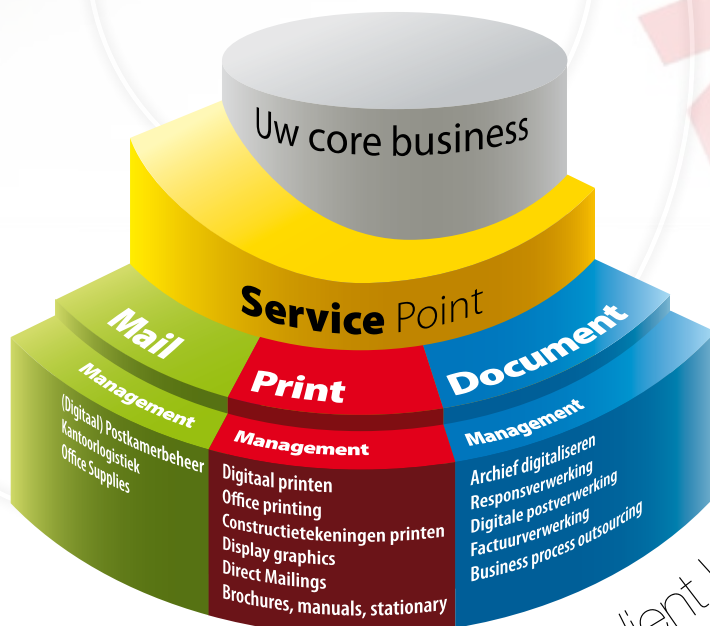 Uw core business
Service Point
Mail
Management
(Digitaal) Postkamerbeheer
Kantoorlogistiek
Office Supplies
Print
Management
Digitaal printen
Office printing
Constructietekeningen printen
Display graphics
Direct Mailings
Brochures, manuals, stationary
Document
Management
Archief digitaliseren
Responsverwerking
Digitale postverwerking
Factuurverwerking
Business process outsourcing